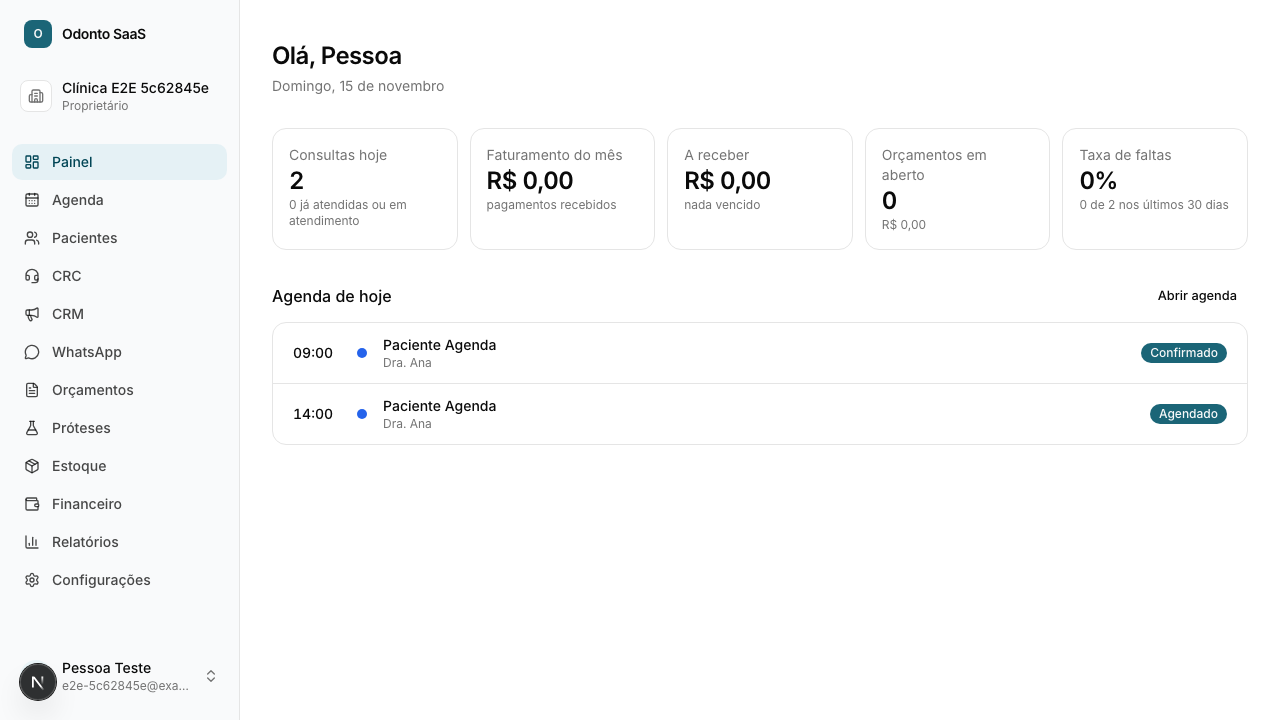 O
Odonto SaaS
Clínica E2E 5c62845e
Proprietário
Painel
Agenda
Pacientes
CRC
CRM
WhatsApp
Orçamentos
Próteses
Estoque
Financeiro
Relatórios
Configurações
N
Pessoa Teste
e2e-5c62845e@exa...
Olá, Pessoa
Domingo, 15 de novembro
Consultas hoje
2
0 já atendidas ou em
atendimento
Faturamento do mês
R$ 0,00
pagamentos recebidos
A receber
R$ 0,00
nada vencido
Orçamentos em
aberto
0
R$ 0,00
Taxa de faltas
0%
0 de 2 nos últimos 30 dias
Agenda de hoje
Abrir agenda
09:00
Paciente Agenda
Dra. Ana
Confirmado
14:00
Paciente Agenda
Dra. Ana
Agendado